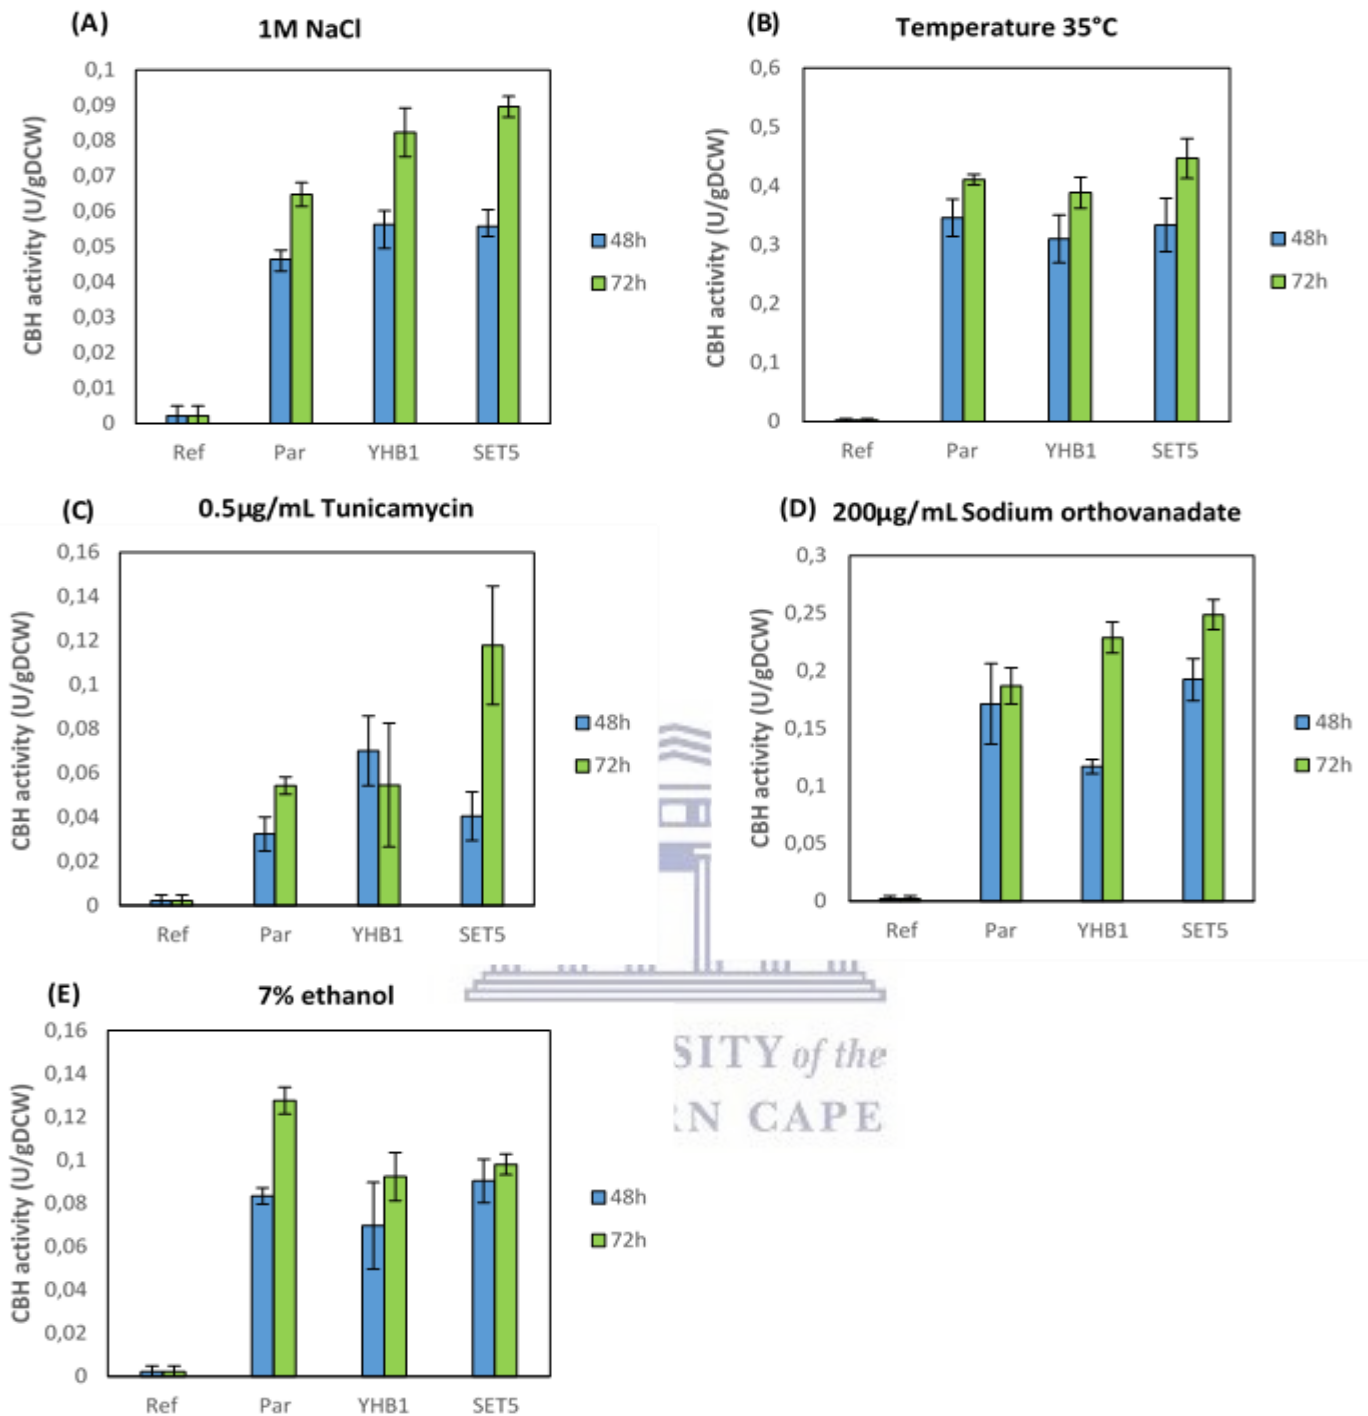 (A)
1M NaCl
CBH activity (U/gDCW)
0,1
0,09
0,08
0,07
0,06
0,05
0,04
0,03
0,02
0,01
0
Ref Par YHB1 SET5
48h
72h
(B)
Temperature 35°C
CBH activity (U/gDCW)
0,6
0,5
0,4
0,3
0,2
0,1
0
Ref Par YHB1 SET5
48h
72h
(C)
0.5µg/mL Tunicamycin
CBH activity (U/gDCW)
0,16
0,14
0,12
0,1
0,08
0,06
0,04
0,02
0
Ref Par YHB1 SET5
48h
72h
(D)
200µg/mL Sodium orthovanadate
CBH activity (U/gDCW)
0,3
0,25
0,2
0,15
0,1
0,05
0
Ref Par YHB1 SET5
48h
72h
(E)
7% ethanol
CBH activity (U/gDCW)
0,16
0,14
0,12
0,1
0,08
0,06
0,04
0,02
0
Ref Par YHB1 SET5
48h
72h
SITY of the
RN CAPE